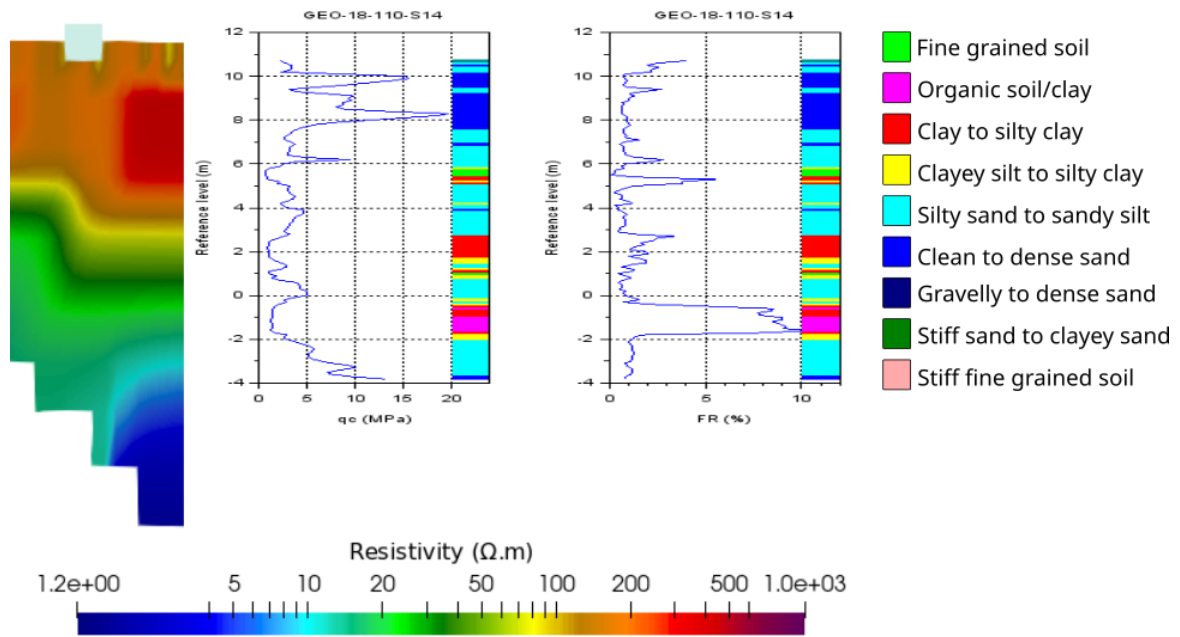 GEO-18-110-S14
GEO-18-110-S14
12
10
8
6
4
2
0
-2
-4
Reference level (m)
0 5 10 15 20
qc (MPa)
12
10
8
6
4
2
0
-2
-4
Reference level (m)
0 5 10
FR (%)
Fine grained soil
Organic soil/clay
Clay to silty clay
Clayey silt to silty clay
Silty sand to sandy silt
Clean to dense sand
Gravelly to dense sand
Stiff sand to clayey sand
Stiff fine grained soil
Resistivity (Ω.m)
1.2e+00 5 10 20 50 100 200 500 1.0e+03